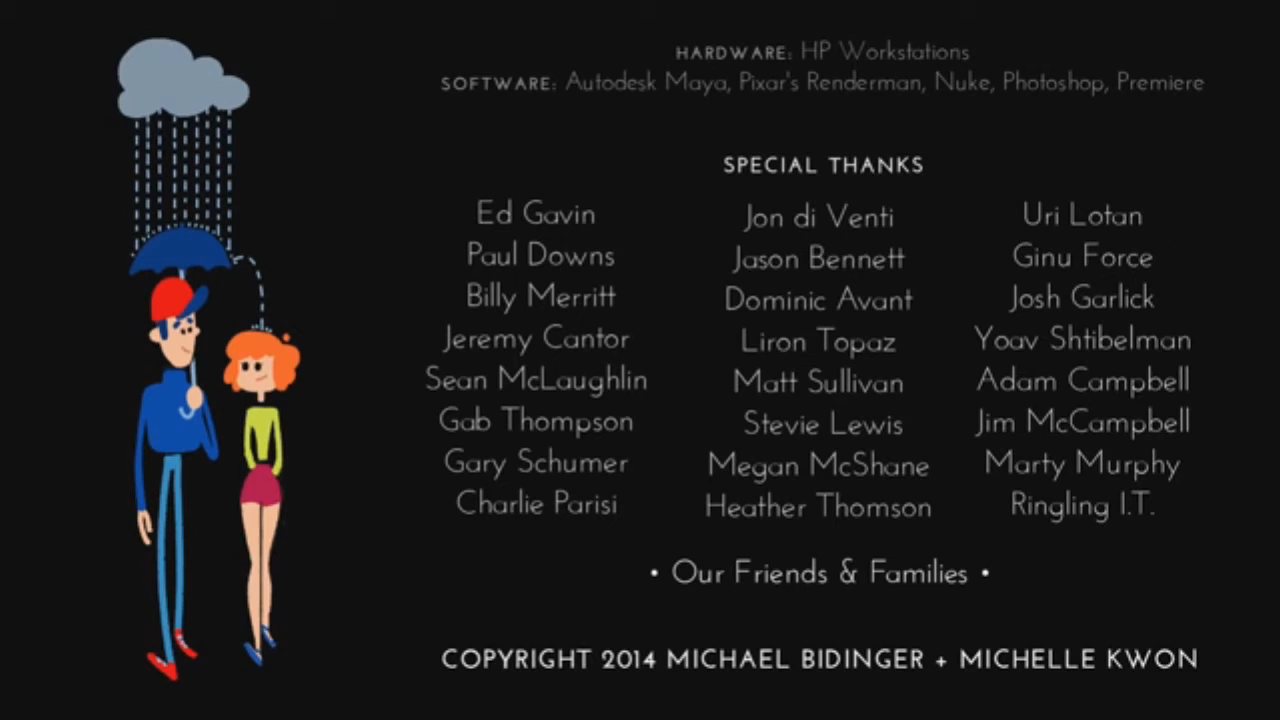 HARDWARE: HP Workstations
SOFTWARE: Autodesk Maya, Pixar's Renderman, Nuke, Photoshop, Premiere
SPECIAL THANKS
Ed Gavin
Paul Downs
Billy Merritt
Jeremy Cantor
Sean McLaughlin
Gab Thompson
Gary Schumer
Charlie Parisi
Jon di Venti
Jason Bennett
Dominic Avant
Liron Topaz
Matt Sullivan
Stevie Lewis
Megan McShane
Heather Thomson
Uri Lotan
Ginu Force
Josh Garlick
Yoav Shtibelman
Adam Campbell
Jim McCampbell
Marty Murphy
Ringling I.T.
• Our Friends & Families •
COPYRIGHT 2014 MICHAEL BIDINGER + MICHELLE KWON